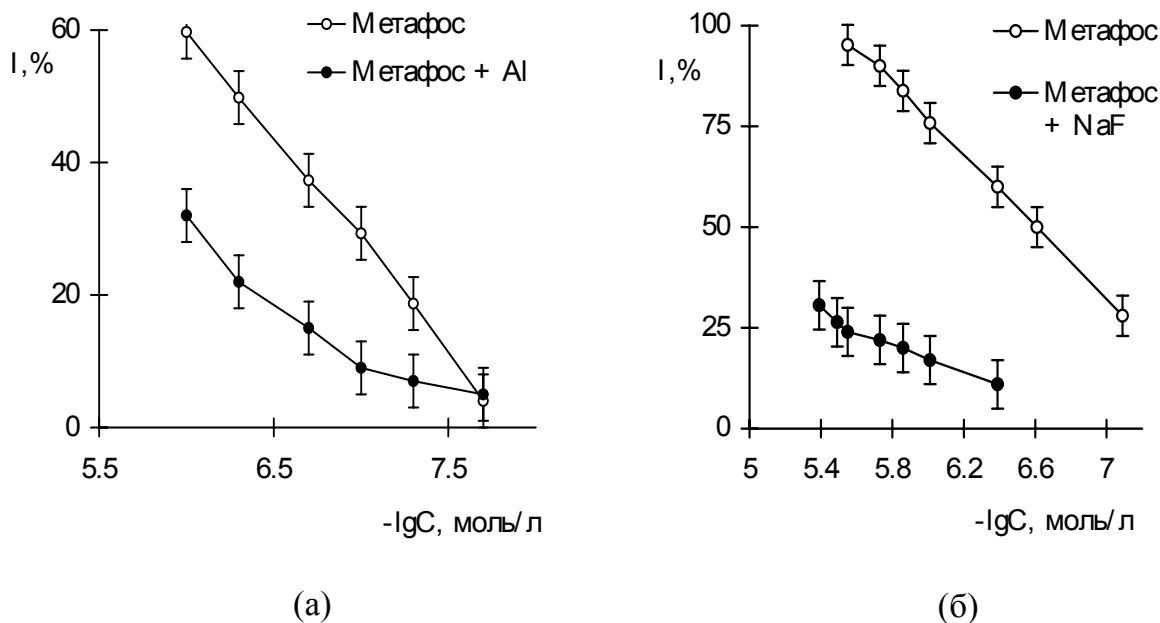 60
I,%
40
20
0
5.5 6.5 7.5
-lgC, моль/л
Метафос
Метафос + Al
(а)
100
I,%
75
50
25
0
5 5.4 5.8 6.2 6.6 7
-lgC, моль/л
Метафос
Метафос
+ NaF
(б)